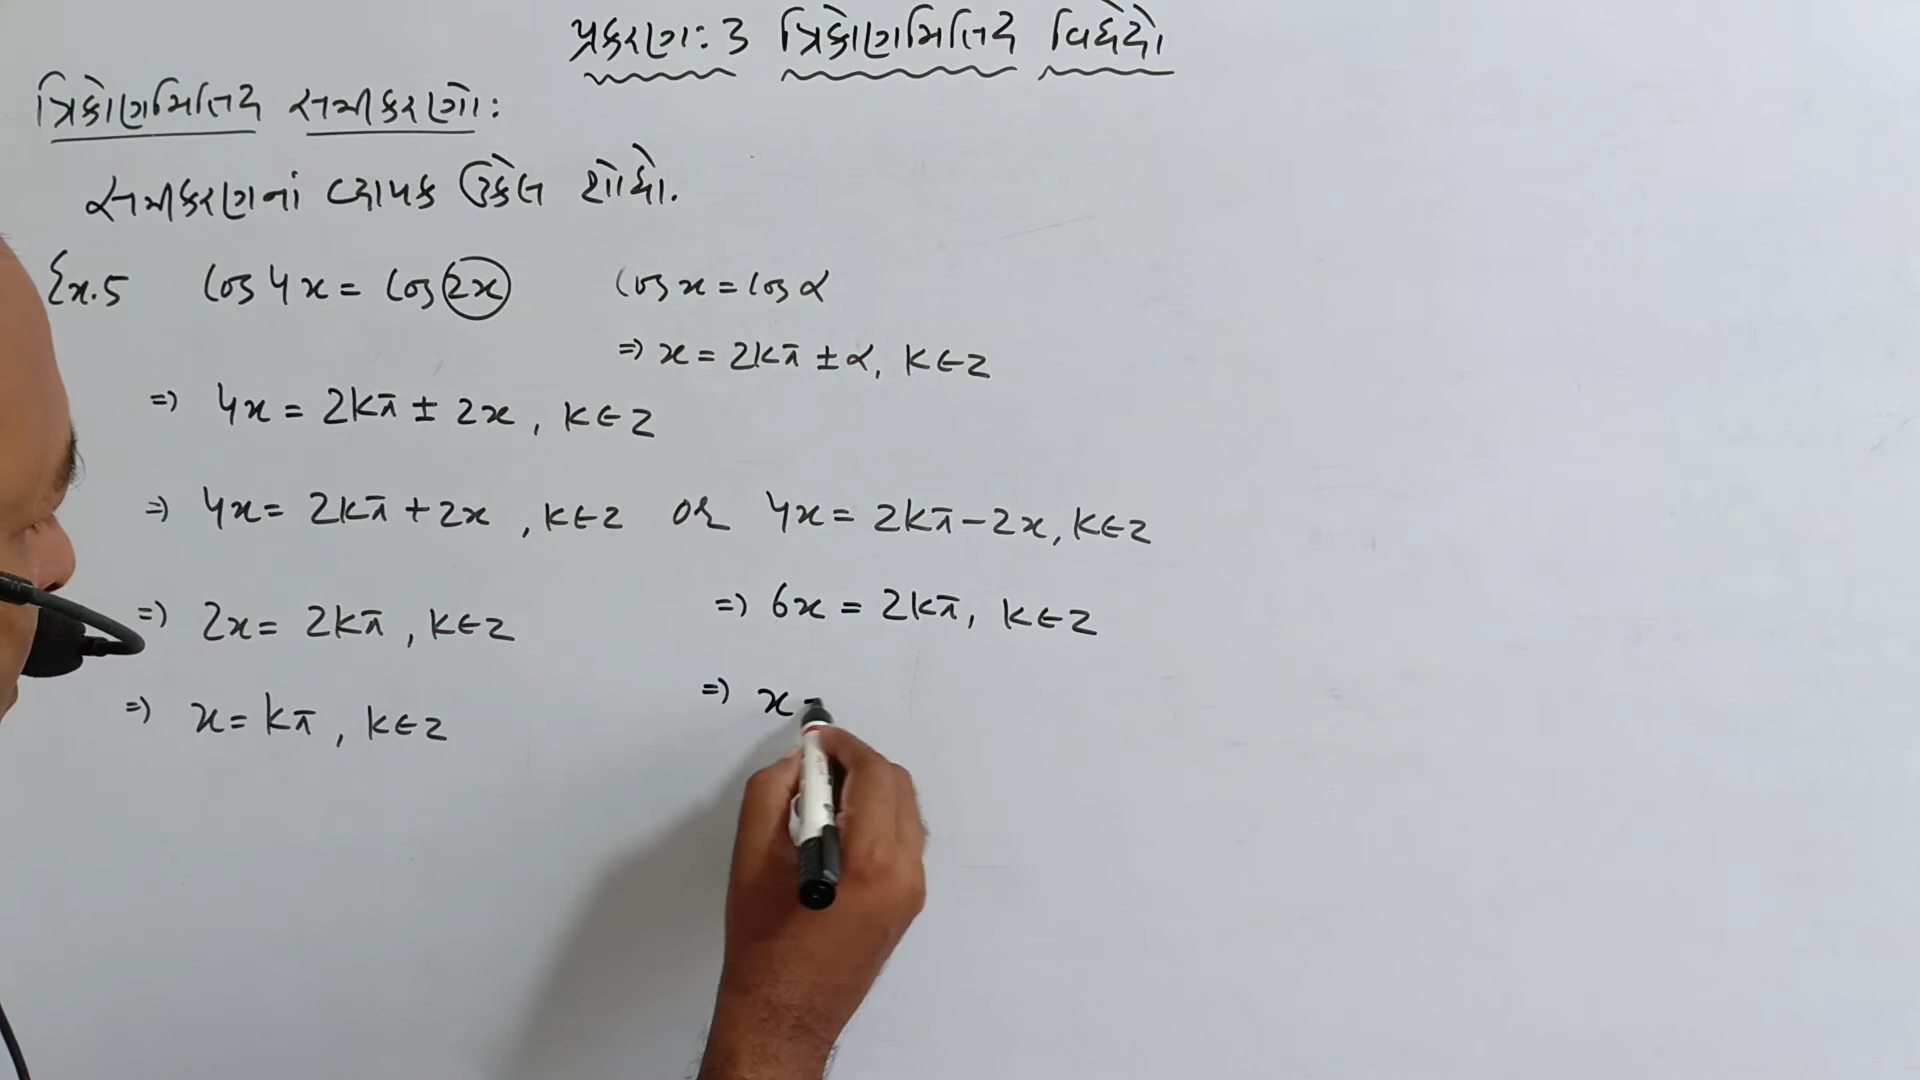 પ્રકરણ: 3 ત્રિકોણમિતિય વિધેયો
ત્રિકોણમિતિય સમીકરણો:
સમીકરણનાં વ્યાપક ઉકેલ શોધો.
Ex.5 cos 4x = cos 2x cos x = cos α
⇒ x = 2kπ ± α, k ∈ Z
⇒ 4x = 2kπ ± 2x, k ∈ Z
⇒ 4x = 2kπ + 2x, k ∈ Z or 4x = 2kπ − 2x, k ∈ Z
⇒ 2x = 2kπ, k ∈ Z ⇒ 6x = 2kπ, k ∈ Z
⇒ x = kπ, k ∈ Z ⇒ x =